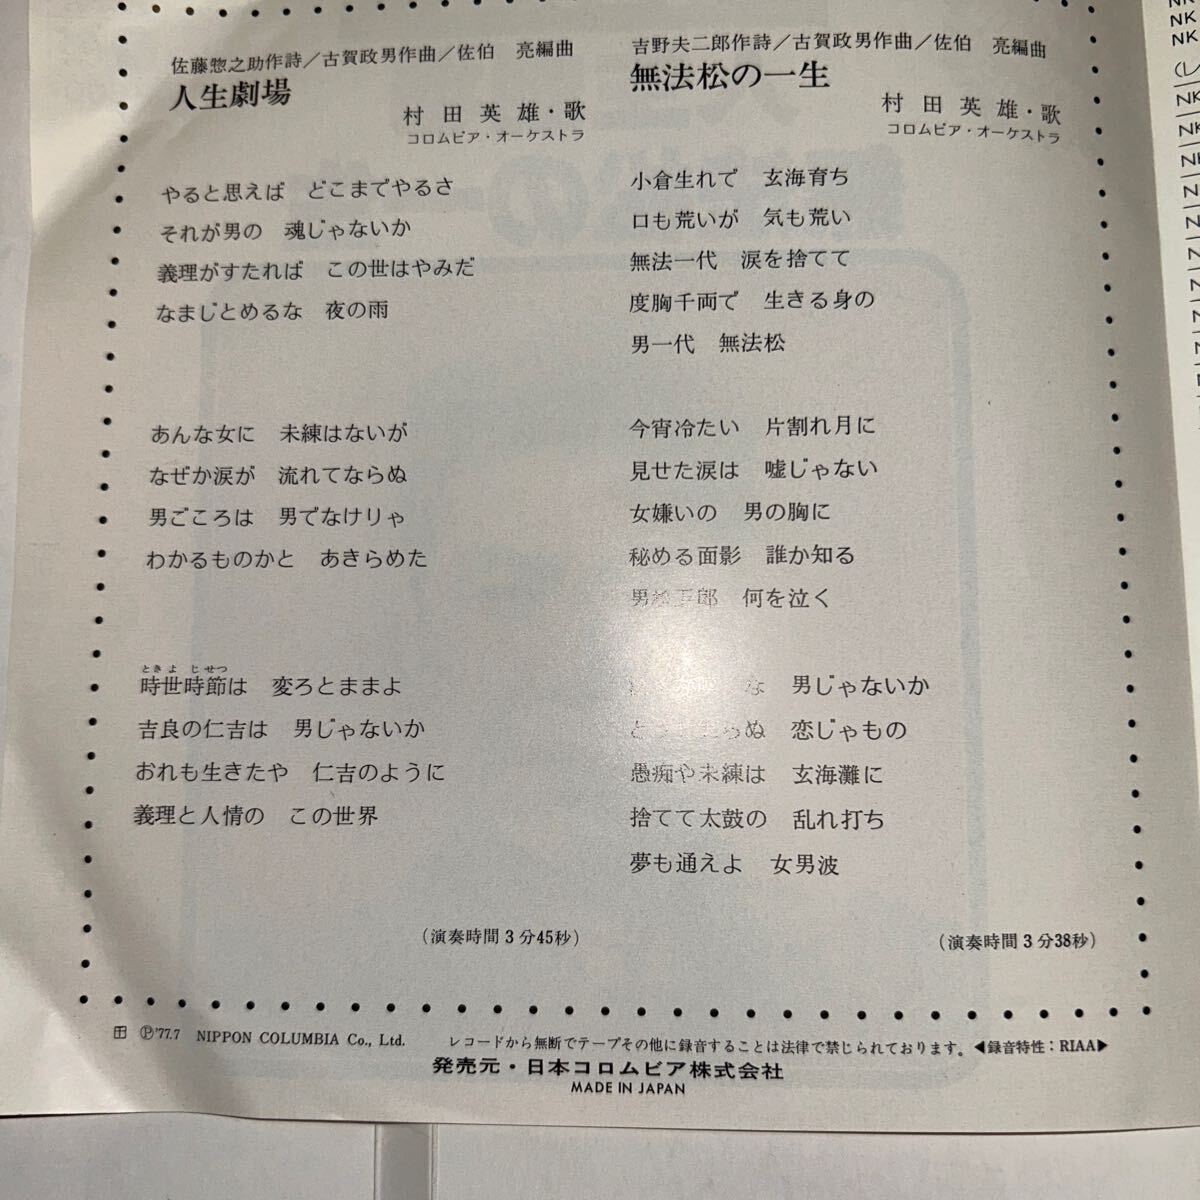 佐藤惣之助作詩／古賀政男作曲／佐伯 亮編曲
人生劇場
村田英雄・歌
コロムビア・オーケストラ
やると思えば どこまでやるさ
それが男の 魂じゃないか
義理がすたれば この世はやみだ
なまじとめるな 夜の雨
あんな女に 未練はないが
なぜか涙が 流れてならぬ
男ごころは 男でなけりゃ
わかるものかと あきらめた
ときよ じせつ
時世時節は 変ろとままよ
吉良の仁吉は 男じゃないか
おれも生きたや 仁吉のように
義理と人情の この世界
(演奏時間3分45秒)
吉野夫二郎作詩／古賀政男作曲／佐伯 亮編曲
無法松の一生
村田英雄・歌
コロムビア・オーケストラ
小倉生れで 玄海育ち
口も荒いが 気も荒い
無法一代 涙を捨てて
度胸千両で 生きる身の
男一代 無法松
今宵冷たい 片割れ月に
見せた涙は 嘘じゃない
女嫌いの 男の胸に
秘める面影 誰か知る
男松五郎 何を泣く
な 男じゃないか
らぬ 恋じゃもの
愚痴や未練は 玄海灘に
捨てて太鼓の 乱れ打ち
夢も通えよ 女男波
(演奏時間3分38秒)
Ⓟ'77.7 NIPPON COLUMBIA Co., Ltd.
レコードから無断でテープその他に録音することは法律で禁じられております。◀録音特性：RIAA▶
発売元・日本コロムビア株式会社
MADE IN JAPAN